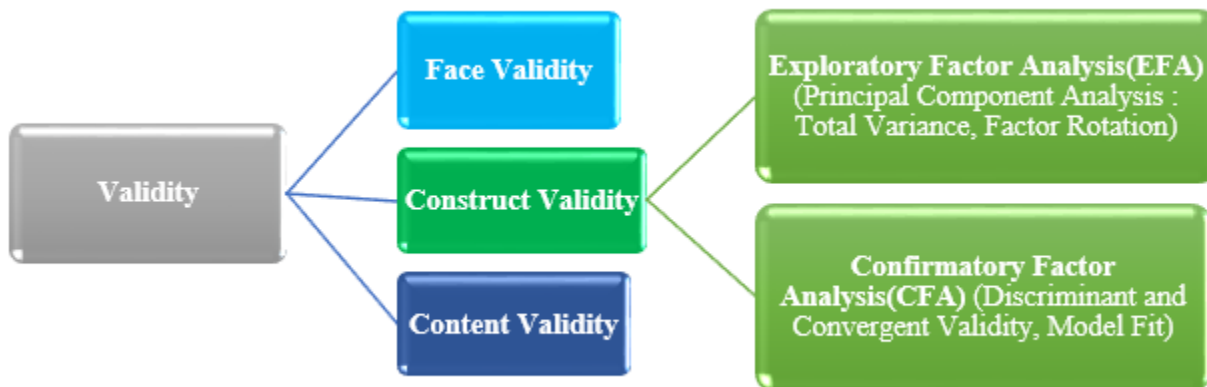 Validity
Face Validity
Construct Validity
Content Validity
Exploratory Factor Analysis(EFA)
(Principal Component Analysis :
Total Variance, Factor Rotation)
Confirmatory Factor
Analysis(CFA) (Discriminant and
Convergent Validity, Model Fit)